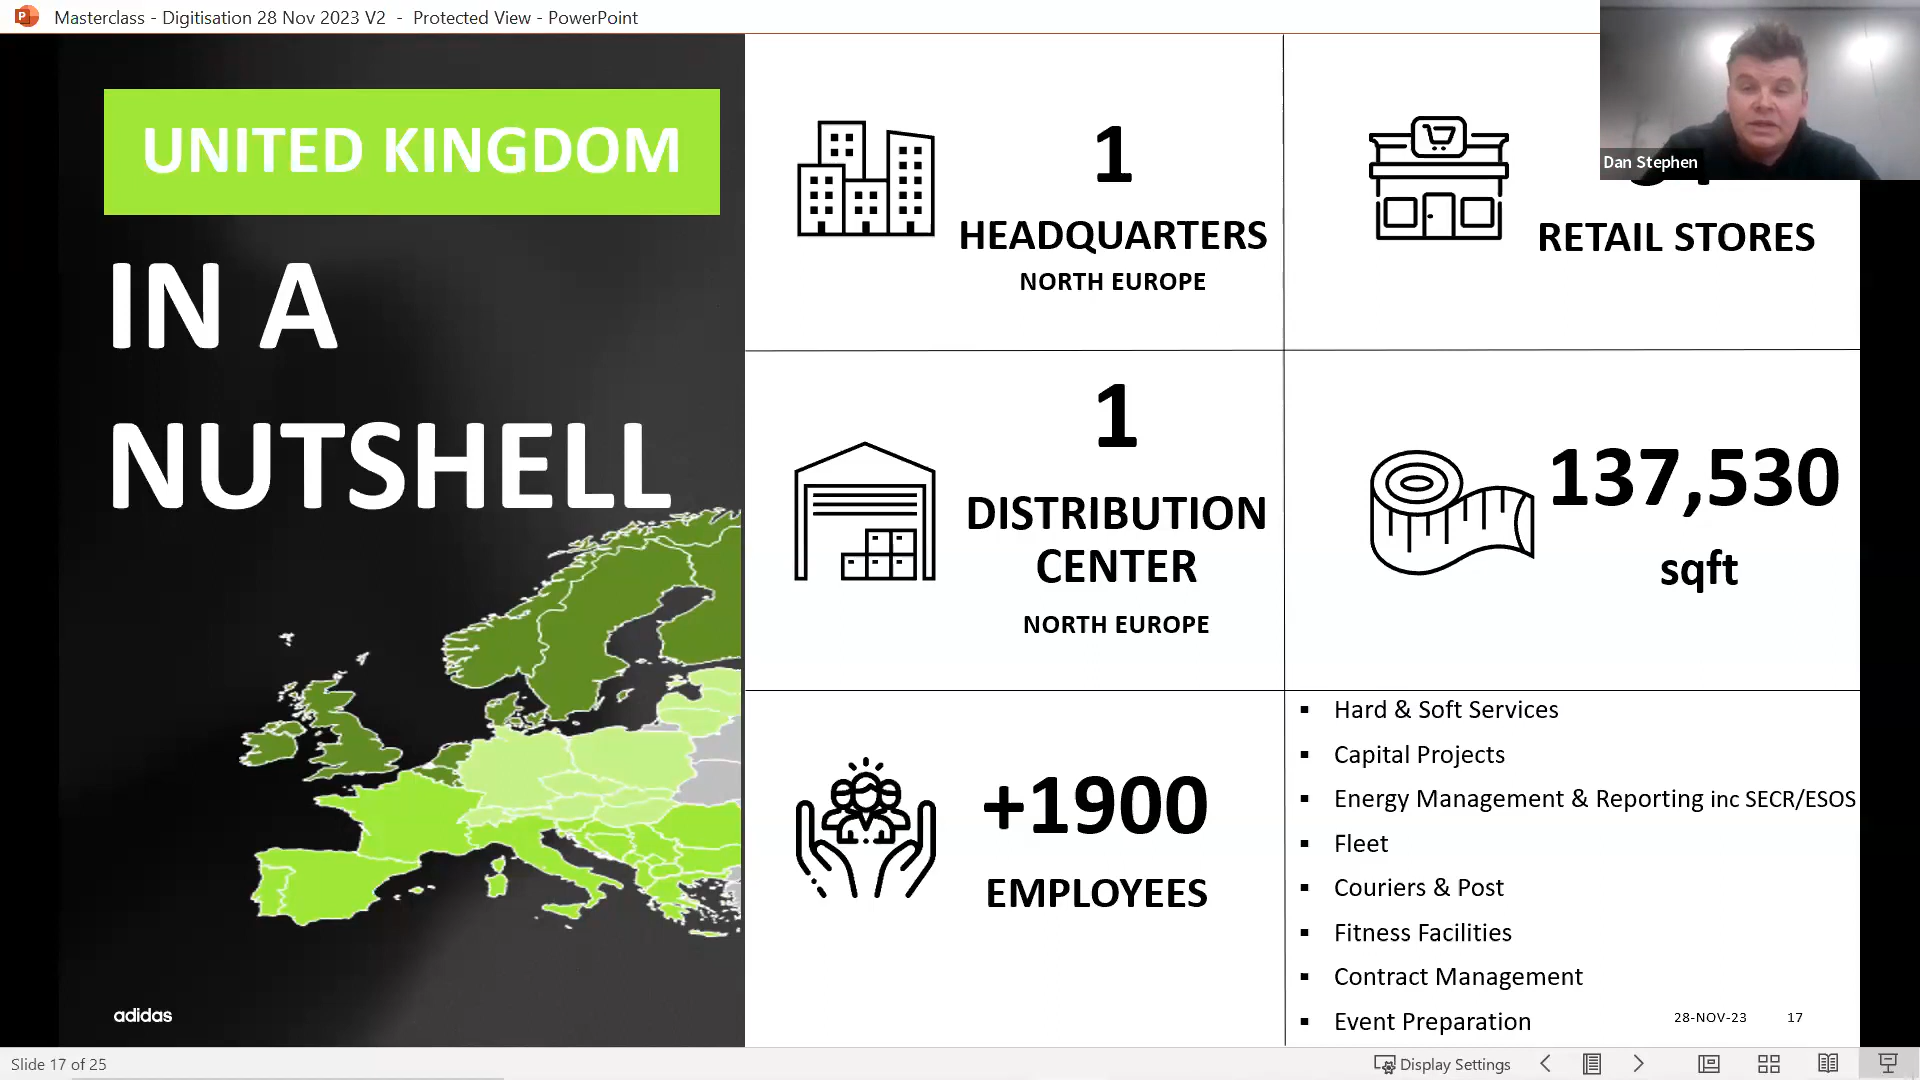 Masterclass - Digitisation 28 Nov 2023 V2 - Protected View - PowerPoint
UNITED KINGDOM
IN A
NUTSHELL
adidas
1
HEADQUARTERS
NORTH EUROPE
Dan Stephen
RETAIL STORES
1
DISTRIBUTION
CENTER
NORTH EUROPE
137,530
sqft
+1900
EMPLOYEES
▪ Hard & Soft Services
▪ Capital Projects
▪ Energy Management & Reporting inc SECR/ESOS
▪ Fleet
▪ Couriers & Post
▪ Fitness Facilities
▪ Contract Management
▪ Event Preparation
28-NOV-23 17
Slide 17 of 25
Display Settings